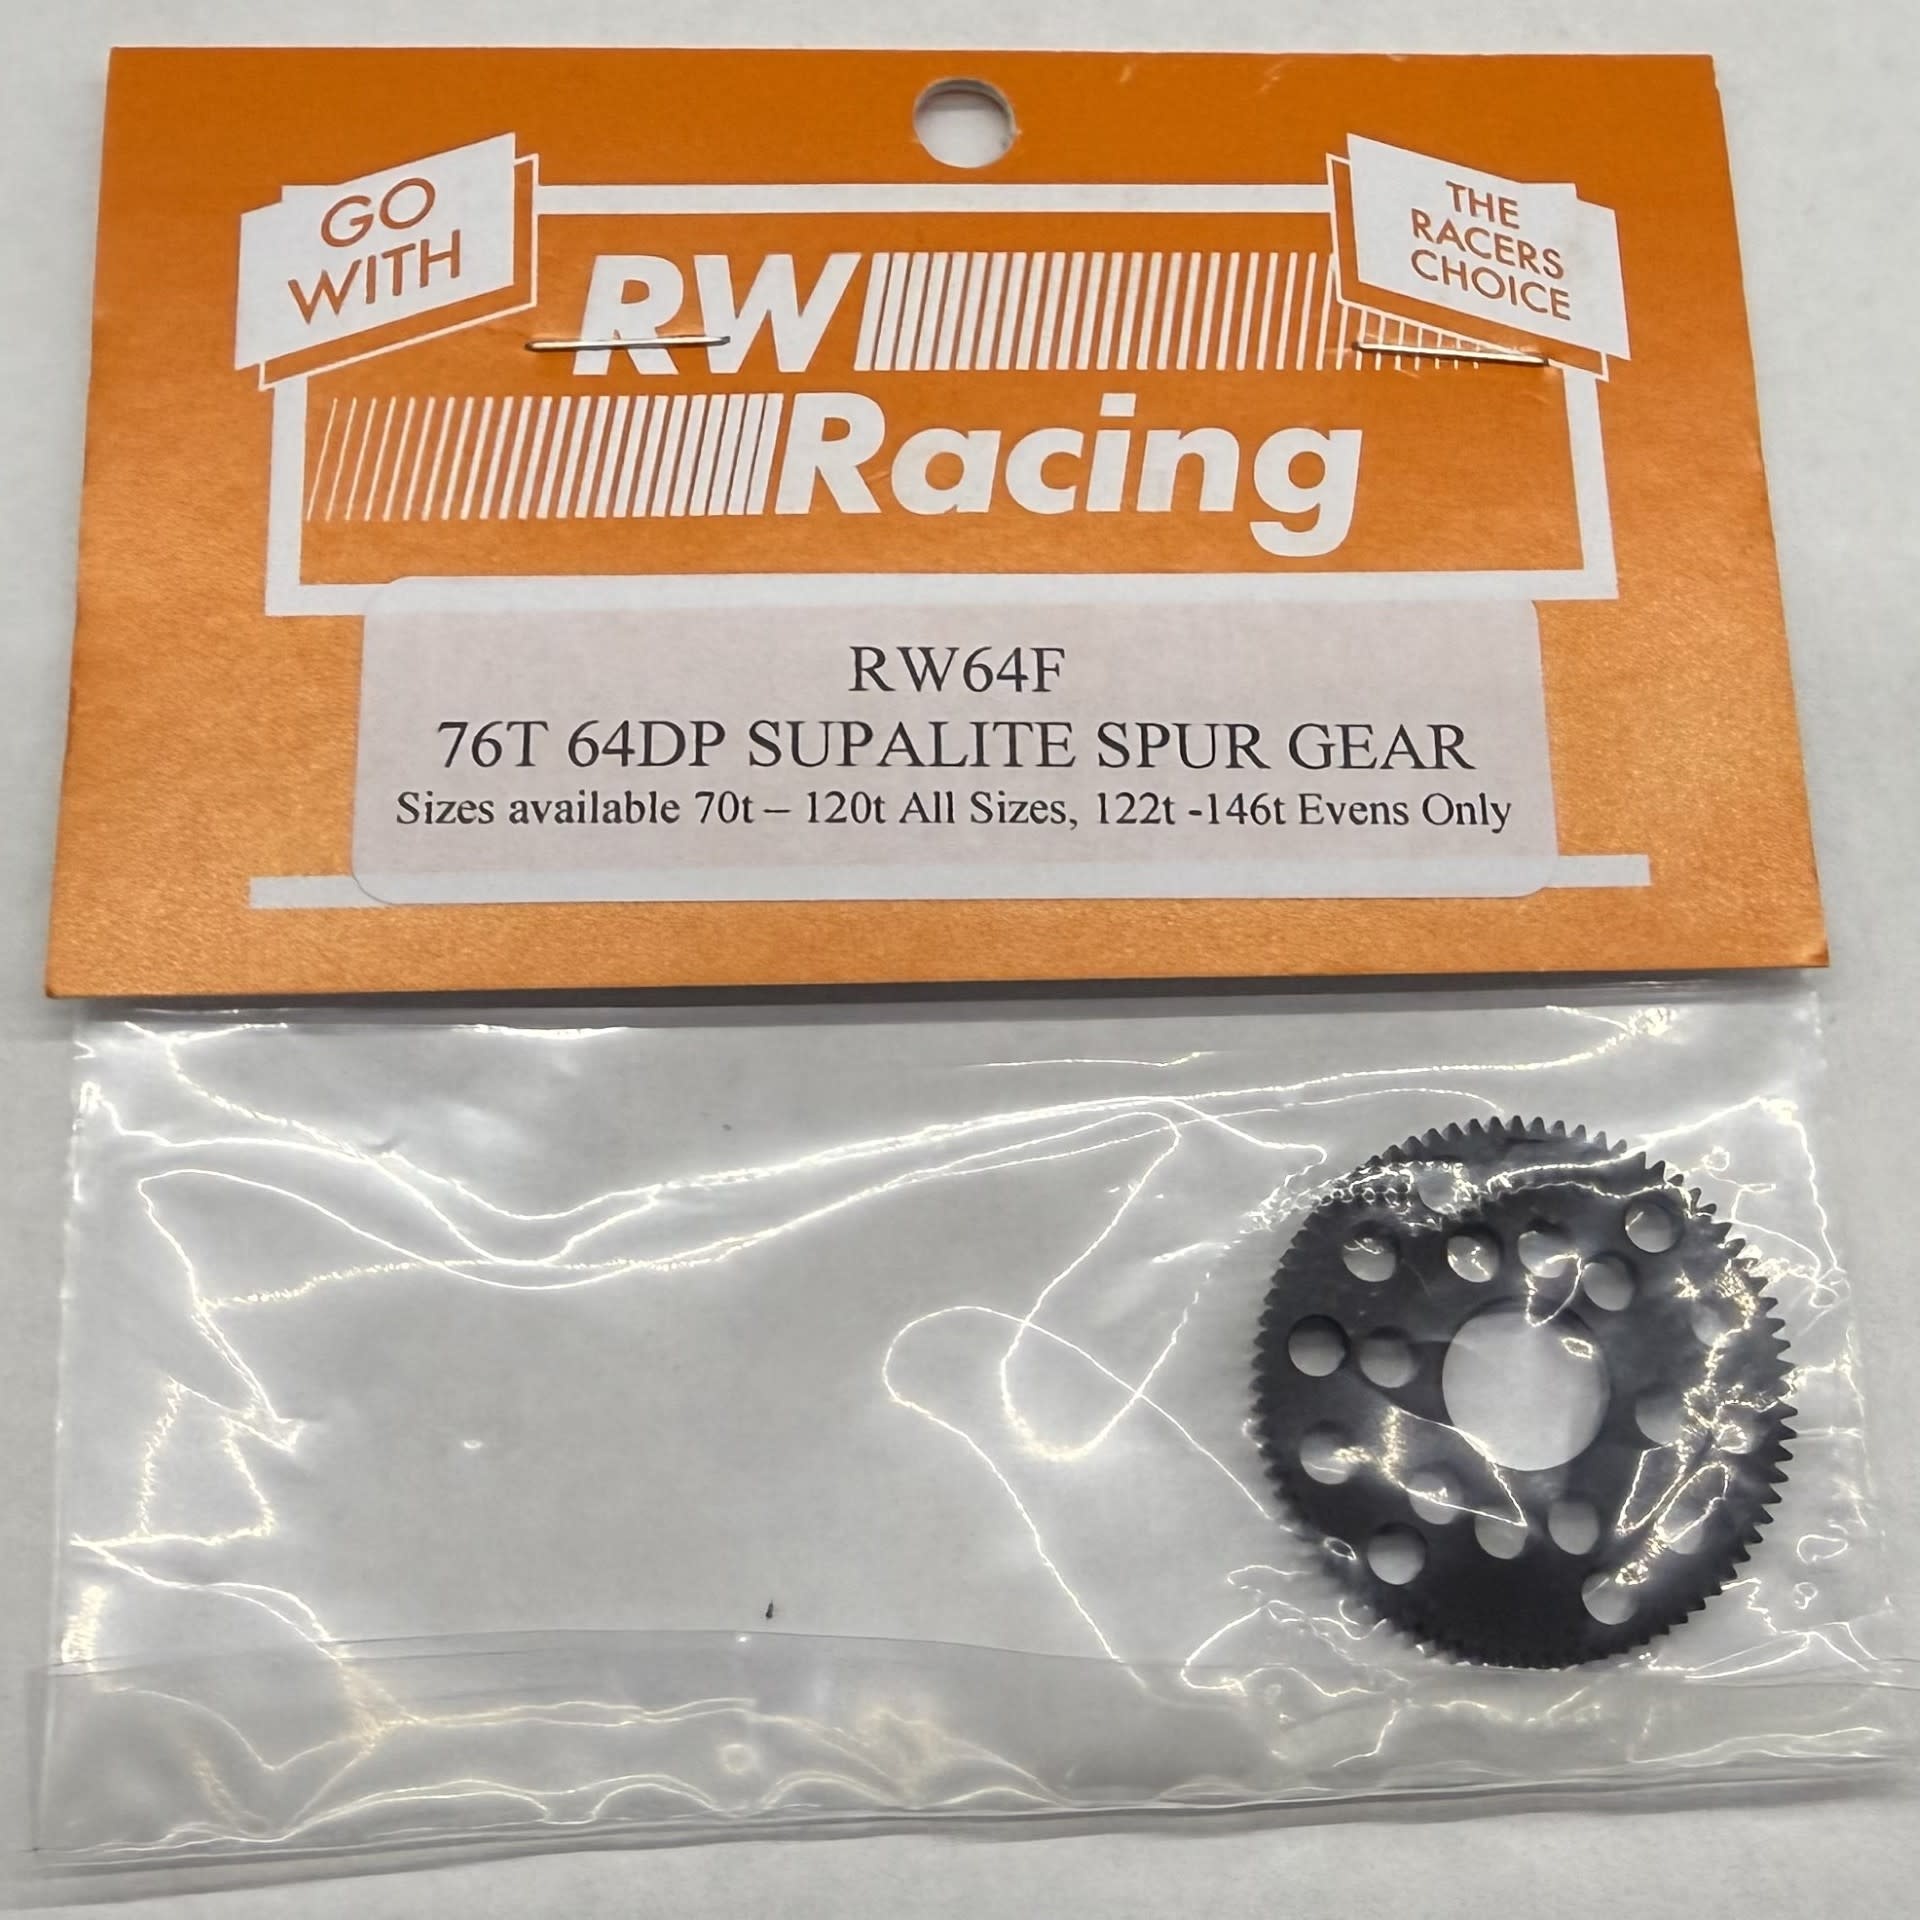 GO
WITH
THE
RACERS
CHOICE
RW
Racing
RW64F
76T 64DP SUPALITE SPUR GEAR
Sizes available 70t – 120t All Sizes, 122t -146t Evens Only